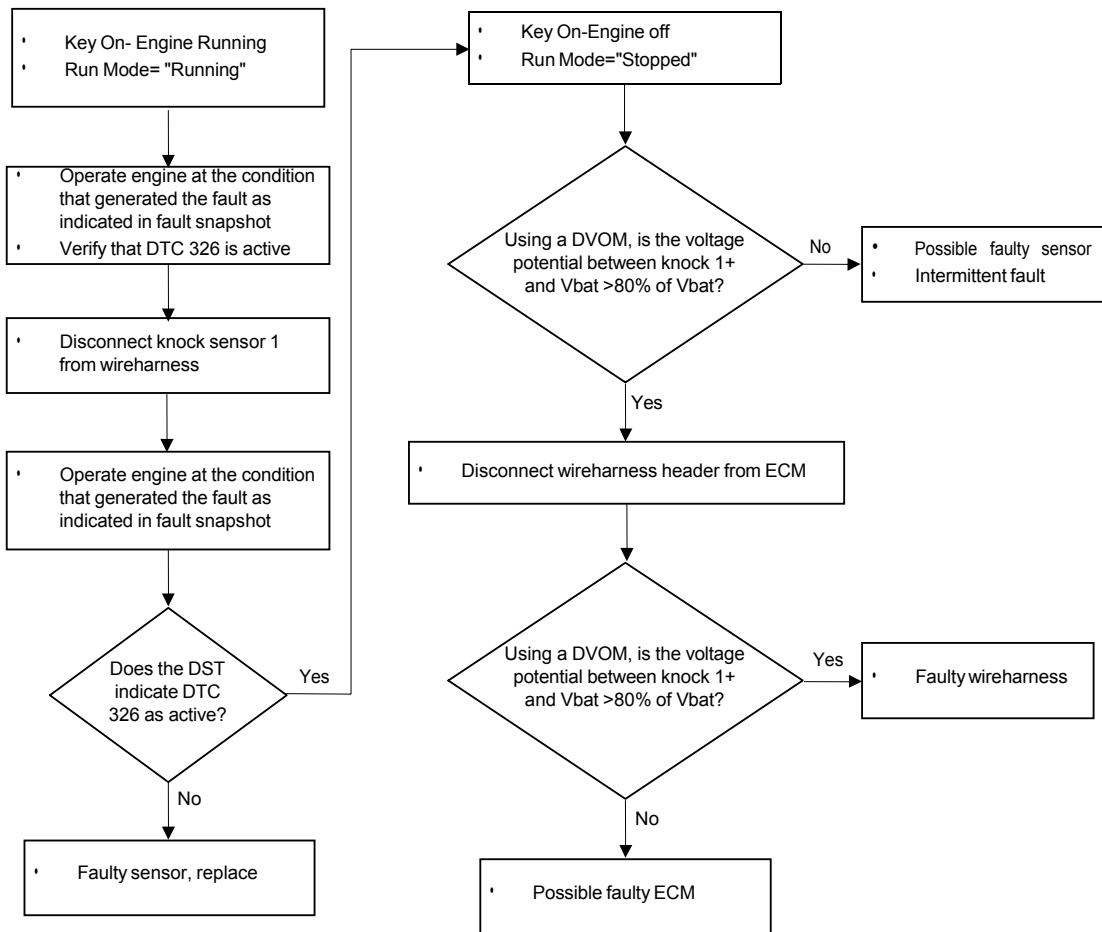 • Key On- Engine Running
• Run Mode= "Running"
• Operate engine at the condition
that generated the fault as
indicated in fault snapshot
• Verify that DTC 326 is active
• Disconnect knock sensor 1
from wireharness
• Operate engine at the condition
that generated the fault as
indicated in fault snapshot
Does the DST
indicate DTC
326 as active?
Yes
No
• Faulty sensor, replace
• Key On-Engine off
• Run Mode="Stopped"
Using a DVOM, is the voltage
potential between knock 1+
and Vbat >80% of Vbat?
No
• Possible faulty sensor
• Intermittent fault
Yes
• Disconnect wireharness header from ECM
Using a DVOM, is the voltage
potential between knock 1+
and Vbat >80% of Vbat?
Yes
• Faulty wireharness
No
• Possible faulty ECM